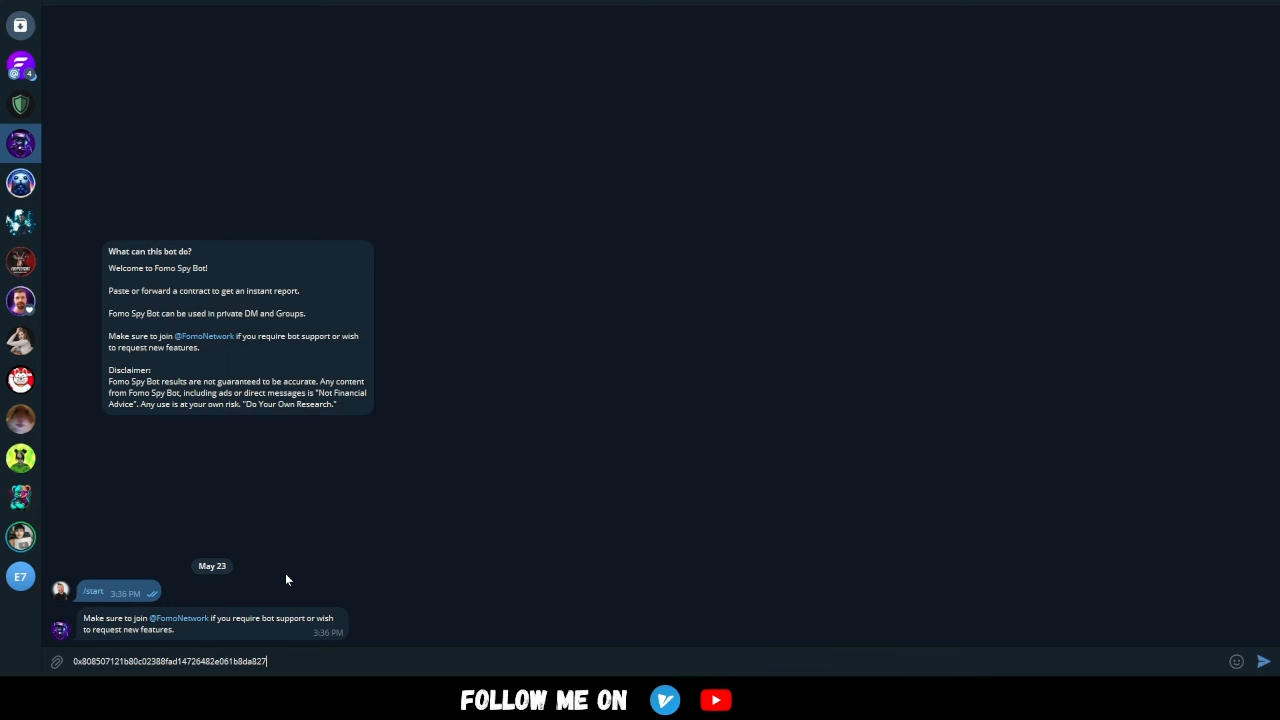 4
What can this bot do?
Welcome to Fomo Spy Bot!
Paste or forward a contract to get an instant report.
Fomo Spy Bot can be used in private DM and Groups.
Make sure to join @FomoNetwork if you require bot support or wish
to request new features.
Disclaimer:
Fomo Spy Bot results are not guaranteed to be accurate. Any content
from Fomo Spy Bot, including ads or direct messages is "Not Financial
Advice". Any use is at your own risk. "Do Your Own Research."
May 23
/start 3:36 PM
Make sure to join @FomoNetwork if you require bot support or wish
to request new features.
3:36 PM
E7
0x808507121b80c02388fad14726482e061b8da827
FOLLOW ME ON